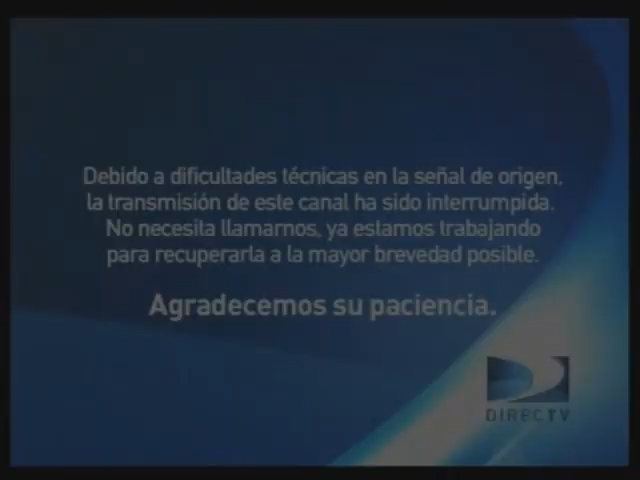 Debido a dificultades técnicas en la señal de origen,
la transmisión de este canal ha sido interrumpida.
No necesita llamarnos, ya estamos trabajando
para recuperarla a la mayor brevedad posible.
Agradecemos su paciencia.
DIRECTV